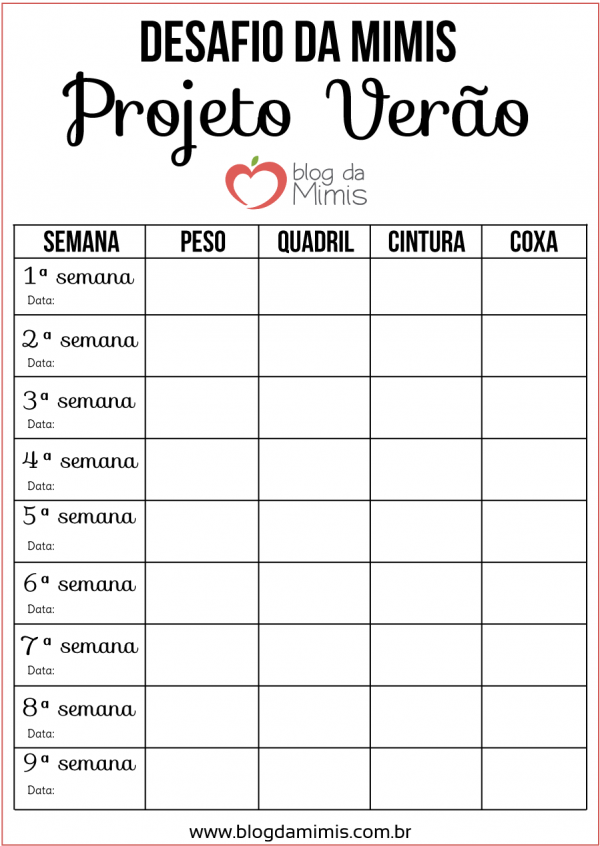 DESAFIO DA MIMIS
Projeto Verão
blog da
Mimis
SEMANA PESO QUADRIL CINTURA COXA
1ª semana
Data:
2ª semana
Data:
3ª semana
Data:
4ª semana
Data:
5ª semana
Data:
6ª semana
Data:
7ª semana
Data:
8ª semana
Data:
9ª semana
Data:
www.blogdamimis.com.br